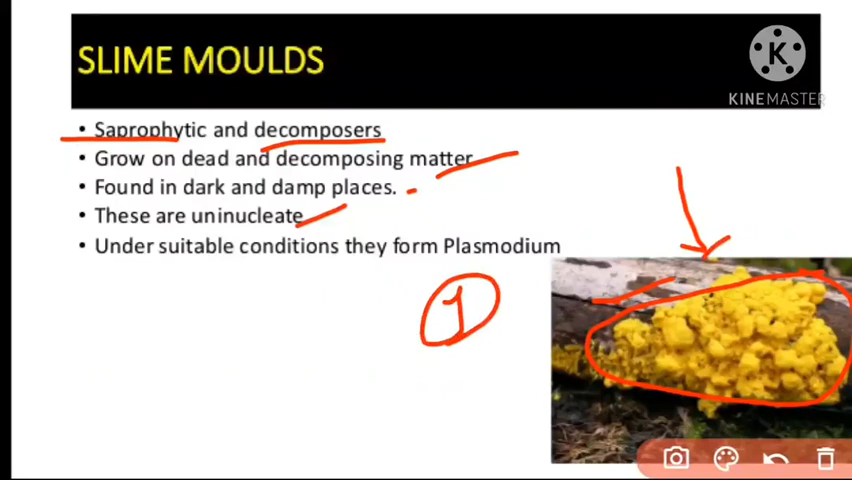 SLIME MOULDS
K
KINEMASTER
• Saprophytic and decomposers
• Grow on dead and decomposing matter
• Found in dark and damp places.
• These are uninucleate
• Under suitable conditions they form Plasmodium
1